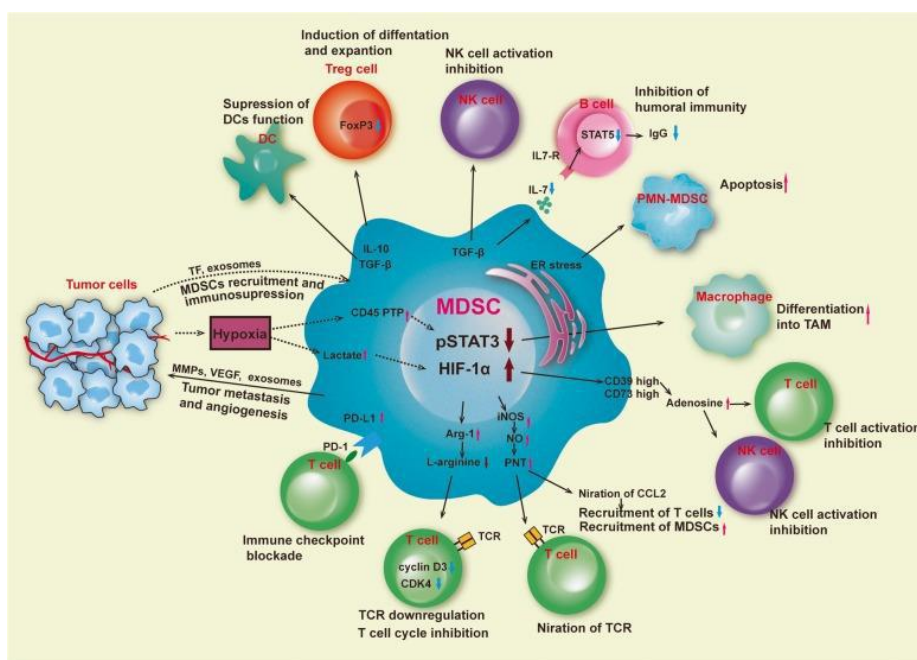 Induction of diffentation
and expantion
Treg cell
FoxP3
NK cell activation
inhibition
NK cell
Inhibition of
humoral immunity
B cell
STAT5
IgG
IL7-R
IL-7
Supression of
DCs function
DC
PMN-MDSC
Apoptosis
IL-10
TGF-β
TGF-β
ER stress
TF, exosomes
MDSCs recruitment and
immunosupression
Tumor cells
Hypoxia
CD45 PTP
Lactate
MDSC
pSTAT3
HIF-1α
Macrophage
Differentiation
into TAM
MMPs, VEGF, exosomes
Tumor metastasis
and angiogenesis
CD39 high
CD73 high
Adenosine
T cell
T cell activation
inhibition
NK cell
NK cell activation
inhibition
PD-L1
PD-1
T cell
Immune checkpoint
blockade
Arg-1
L-arginine
iNOS
NO
PNT
Niration of CCL2
Recruitment of T cells
Recruitment of MDSCs
T cell
TCR
cyclin D3
CDK4
TCR downregulation
T cell cycle inhibition
TCR
T cell
Niration of TCR